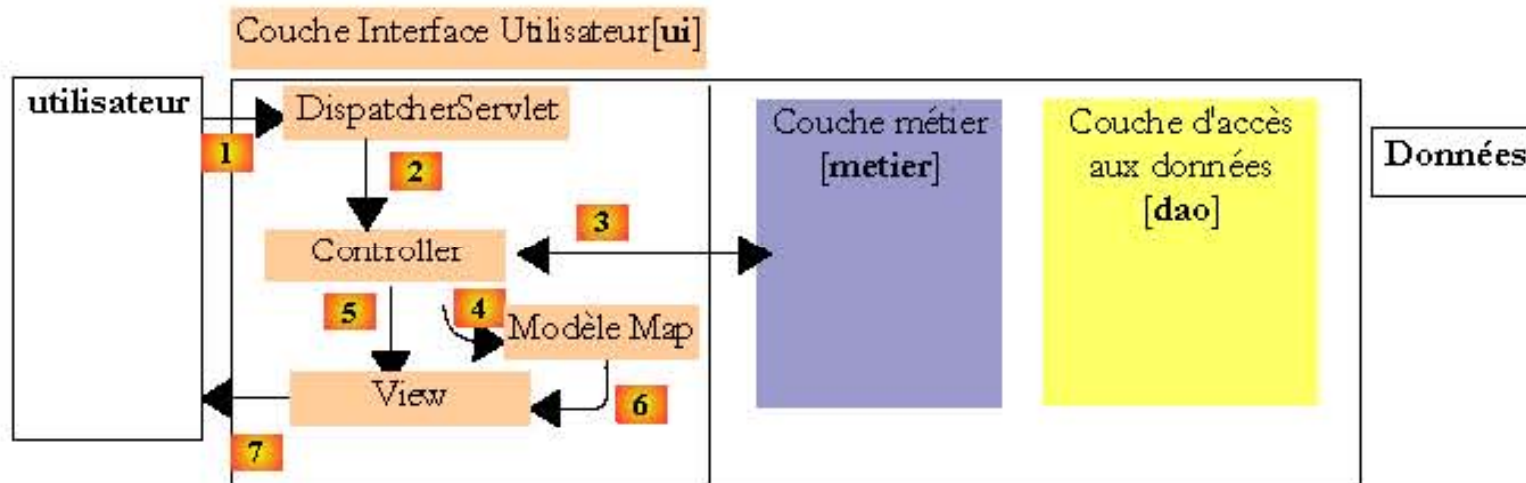 Couche Interface Utilisateur[ui]
utilisateur
DispatcherServlet
1
2
Controller
3
4
5
Modèle Map
View
6
7
Couche métier
[metier]
Couche d'accès
aux données
[dao]
Données